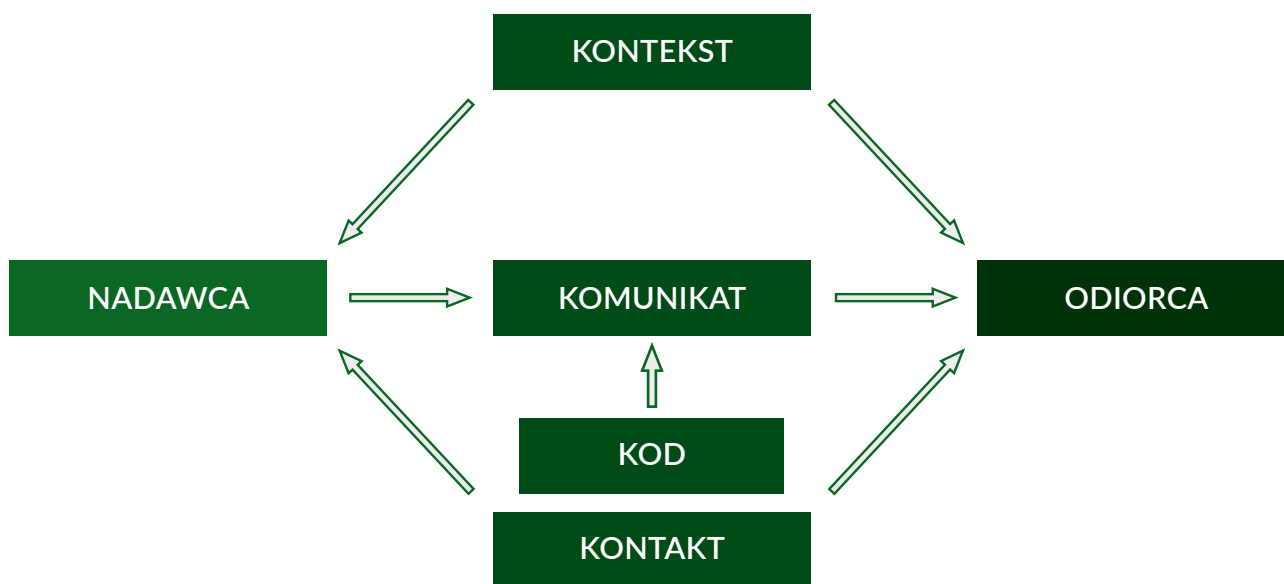 KONTEKST
NADAWCA
KOMUNIKAT
ODIORCA
KOD
KONTAKT